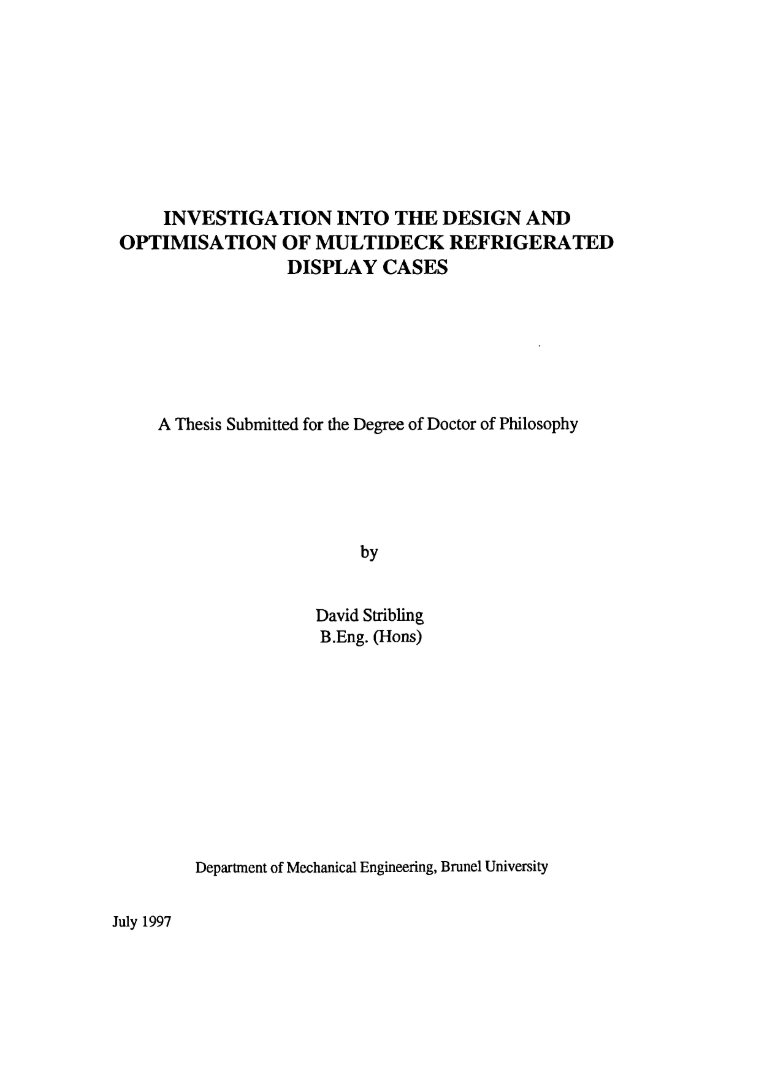 INVESTIGATION INTO THE DESIGN AND
OPTIMISATION OF MULTIDECK REFRIGERATED
DISPLAY CASES
A Thesis Submitted for the Degree of Doctor of Philosophy
by
David Stribling
B.Eng. (Hons)
Department of Mechanical Engineering, Brunel University
July 1997